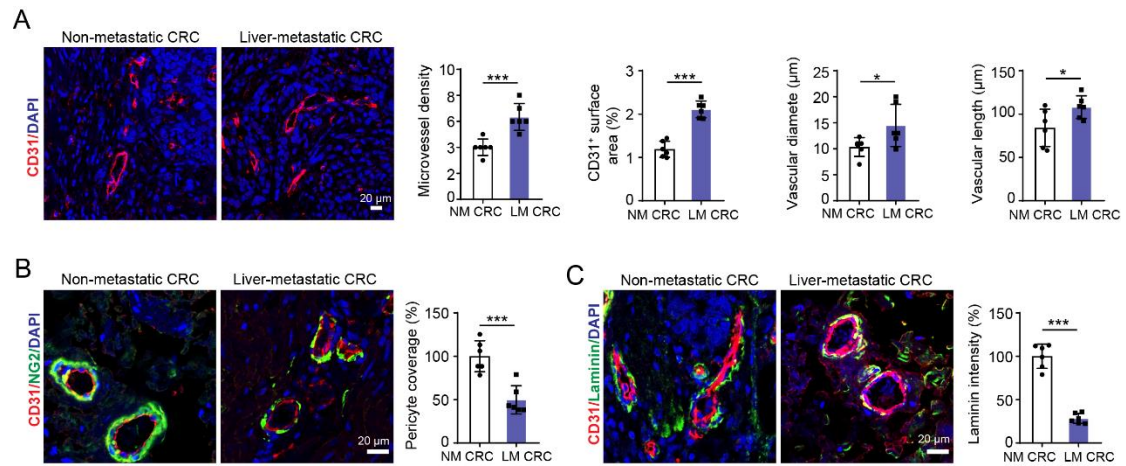 A
Non-metastatic CRC
Liver-metastatic CRC
CD31/DAPI
20 µm
Microvessel density
10
8
6
5
3
0
***
NM CRC LM CRC
CD31⁺ surface
area (%)
3
2
1
0
***
NM CRC LM CRC
Vascular diamete (µm)
25
20
15
10
5
0
*
NM CRC LM CRC
Vascular length (µm)
150
100
50
0
*
NM CRC LM CRC
B
Non-metastatic CRC
Liver-metastatic CRC
CD31/NG2/DAPI
20 µm
Pericyte coverage (%)
150
100
50
0
***
NM CRC LM CRC
C
Non-metastatic CRC
Liver-metastatic CRC
CD31/Laminin/DAPI
20 µm
Laminin intensity (%)
150
100
50
0
***
NM CRC LM CRC